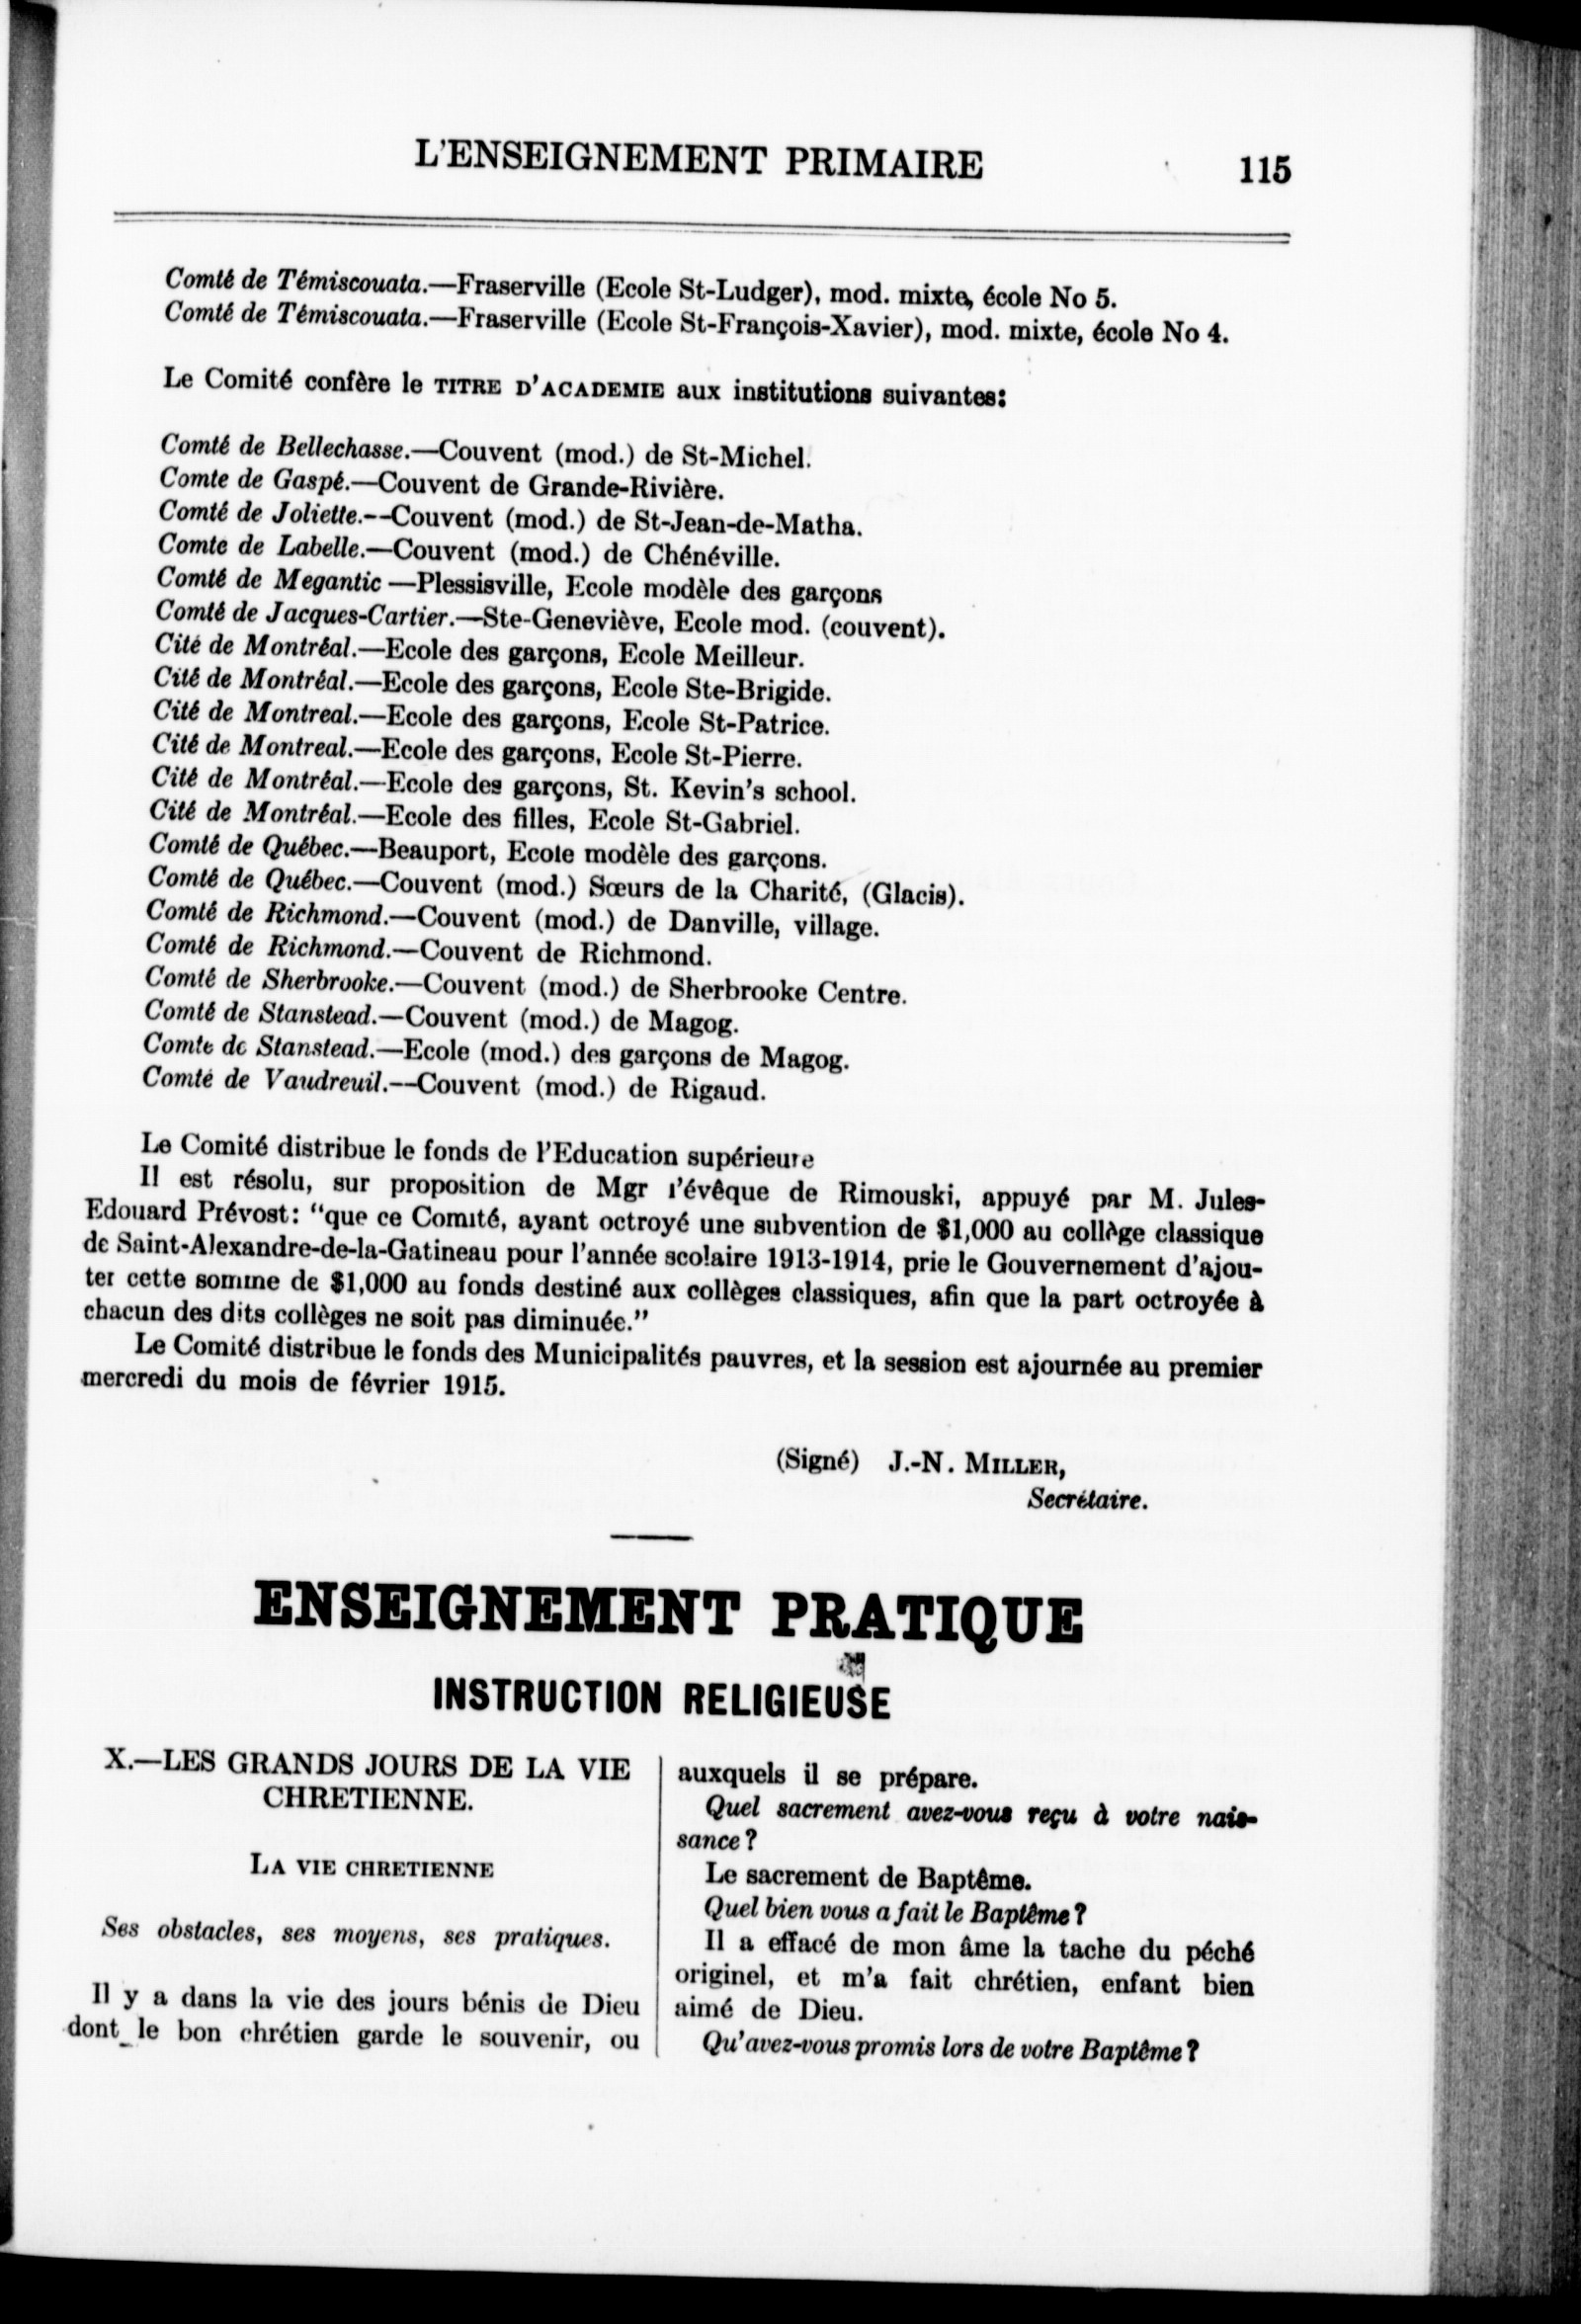 L'ENSEIGNEMENT PRIMAIRE 115
Comté de Témiscouata.—Fraserville (Ecole St-Ludger), mod. mixte, école No 5.
Comté de Témiscouata.—Fraserville (Ecole St-François-Xavier), mod. mixte, école No 4.
Le Comité confère le TITRE D'ACADEMIE aux institutions suivantes:
Comté de Bellechasse.—Couvent (mod.) de St-Michel.
Comte de Gaspé.—Couvent de Grande-Rivière.
Comté de Joliette.—Couvent (mod.) de St-Jean-de-Matha.
Comte de Labelle.—Couvent (mod.) de Chénéville.
Comté de Megantic—Plessisville, Ecole modèle des garçons
Comté de Jacques-Cartier.—Ste-Geneviève, Ecole mod. (couvent).
Cité de Montréal.—Ecole des garçons, Ecole Meilleur.
Cité de Montréal.—Ecole des garçons, Ecole Ste-Brigide.
Cité de Montreal.—Ecole des garçons, Ecole St-Patrice.
Cité de Montreal.—Ecole des garçons, Ecole St-Pierre.
Cité de Montréal.—Ecole des garçons, St. Kevin's school.
Cité de Montréal.—Ecole des filles, Ecole St-Gabriel.
Comté de Québec.—Beauport, Ecole modèle des garçons.
Comté de Québec.—Couvent (mod.) Sœurs de la Charité, (Glacis).
Comté de Richmond.—Couvent (mod.) de Danville, village.
Comté de Richmond.—Couvent de Richmond.
Comté de Sherbrooke.—Couvent (mod.) de Sherbrooke Centre.
Comté de Stanstead.—Couvent (mod.) de Magog.
Comte de Stanstead.—Ecole (mod.) des garçons de Magog.
Comté de Vaudreuil.—Couvent (mod.) de Rigaud.
Le Comité distribue le fonds de l'Education supérieure
Il est résolu, sur proposition de Mgr l'évêque de Rimouski, appuyé par M. Jules-
Edouard Prévost: "que ce Comité, ayant octroyé une subvention de $1,000 au collège classique
de Saint-Alexandre-de-la-Gatineau pour l'année scolaire 1913-1914, prie le Gouvernement d'ajou-
ter cette somme de $1,000 au fonds destiné aux collèges classiques, afin que la part octroyée à
chacun des dits collèges ne soit pas diminuée."
Le Comité distribue le fonds des Municipalités pauvres, et la session est ajournée au premier
mercredi du mois de février 1915.
(Signé) J.-N. MILLER,
Secrétaire.
ENSEIGNEMENT PRATIQUE
INSTRUCTION RELIGIEUSE
X.—LES GRANDS JOURS DE LA VIE
CHRETIENNE.
LA VIE CHRETIENNE
Ses obstacles, ses moyens, ses pratiques.
Il y a dans la vie des jours bénis de Dieu
dont le bon chrétien garde le souvenir, ou
auxquels il se prépare.
Quel sacrement avez-vous reçu à votre nais-
sance?
Le sacrement de Baptême.
Quel bien vous a fait le Baptême?
Il a effacé de mon âme la tache du péché
originel, et m'a fait chrétien, enfant bien
aimé de Dieu.
Qu'avez-vous promis lors de votre Baptême?